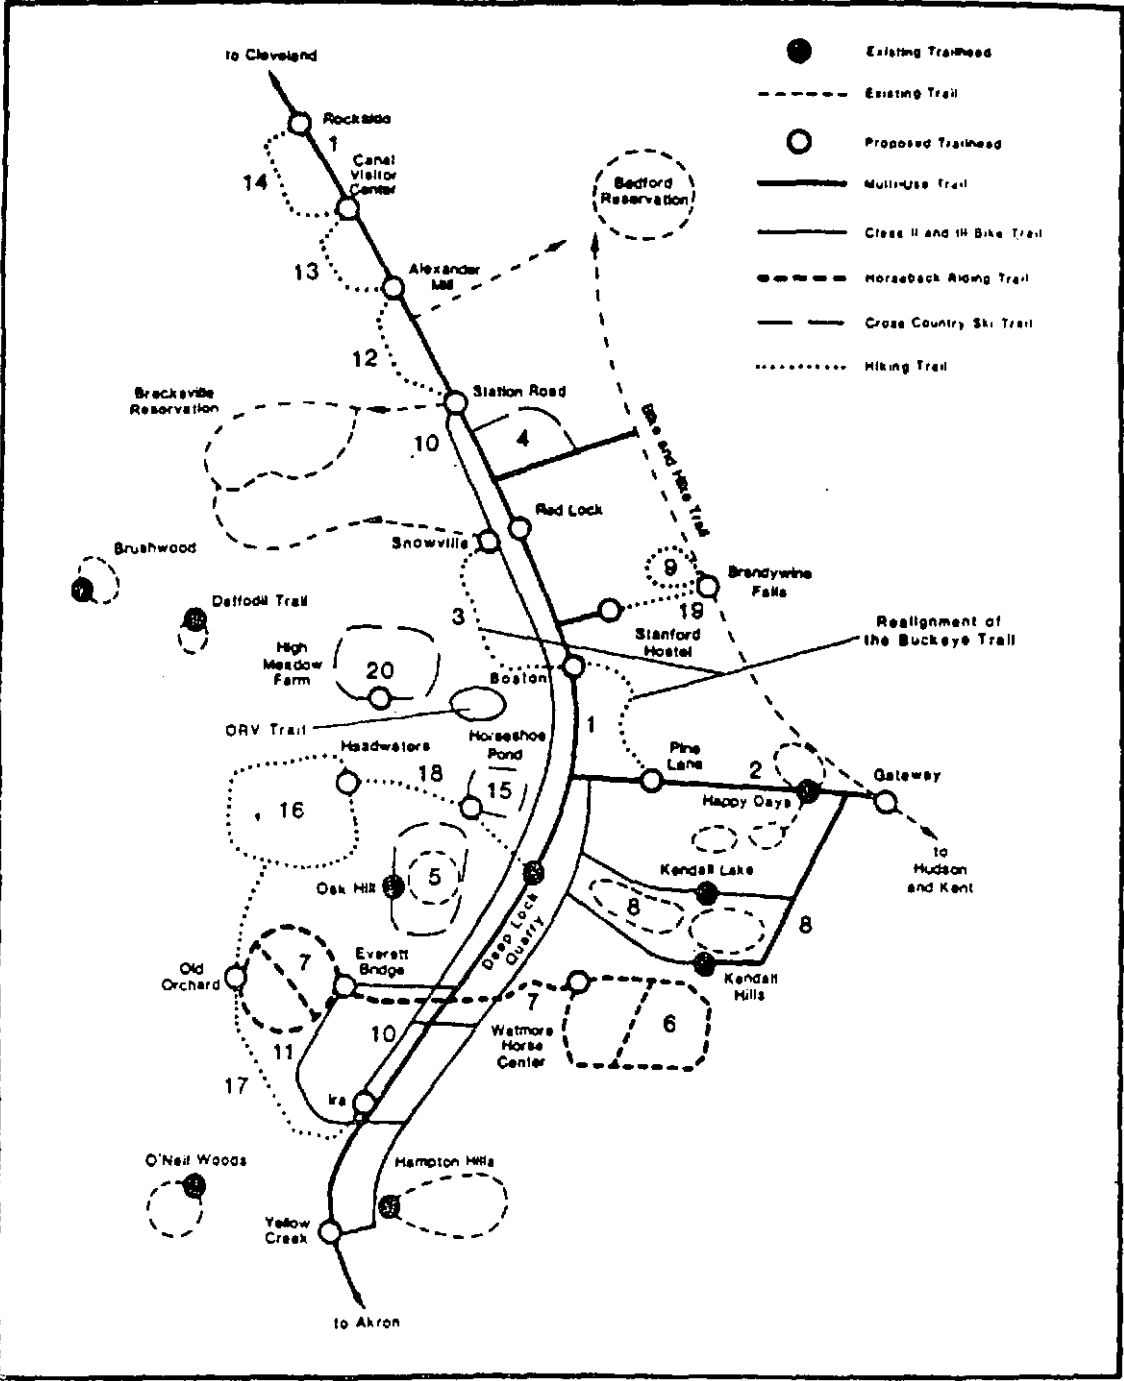 to Cleveland
Rockside
1
Canal
Visitor
Center
14
13
Alexander
Mill
12
Bedford
Reservation
Existing Trailhead
Existing Trail
Proposed Trailhead
Multi-Use Trail
Class II and III Bike Trail
Horseback Riding Trail
Cross Country Ski Trail
Hiking Trail
Brecksville
Reservation
Station Road
10
4
Bike and Hike Trail
Red Lock
Snowville
Brushwood
Daffodil Trail
9
Brandywine
Falls
19
3
Stanford
Hostel
Realignment of
the Buckeye Trail
High
Meadow
Farm
20
Boston
ORV Trail
Headwaters
Horseshoe
Pond
18
15
16
1
Pine
Lane
2
Happy Days
Gateway
to
Hudson
and Kent
Oak Hill
5
Kendall Lake
8
8
Kendall
Hills
Deep Lock
Quarry
Old
Orchard
7
Everett
Bridge
7
Wetmore
Horse
Center
6
10
11
17
Ira
O'Neil Woods
Hampton Hills
Yellow
Creek
to Akron